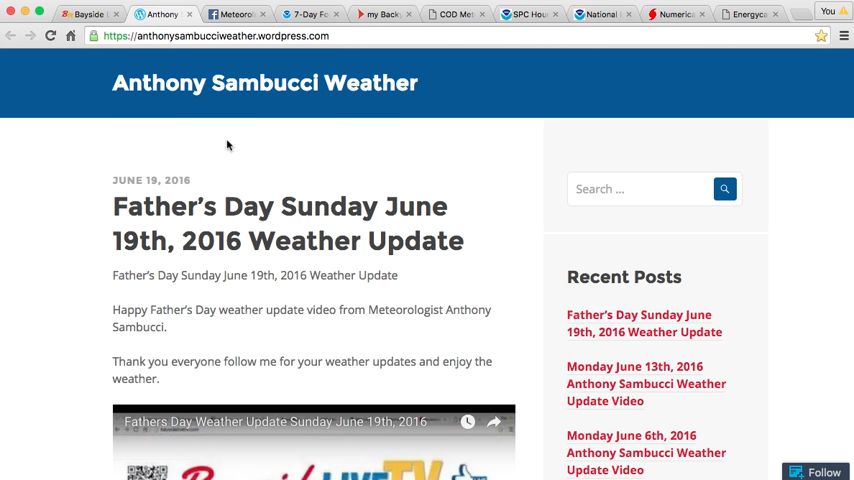 Bayside L
Anthony
Meteorol
7-Day Fo
my Backy
COD Met
SPC Hou
National
Numerica
Energyca
You
https://anthonysambucciweather.wordpress.com
Anthony Sambucci Weather
JUNE 19, 2016
Father's Day Sunday June
19th, 2016 Weather Update
Father's Day Sunday June 19th, 2016 Weather Update
Happy Father's Day weather update video from Meteorologist Anthony
Sambucci.
Thank you everyone follow me for your weather updates and enjoy the
weather.
Fathers Day Weather Update Sunday June 19th, 2016
LIVE TV
Search ...
Recent Posts
Father's Day Sunday June
19th, 2016 Weather Update
Monday June 13th, 2016
Anthony Sambucci Weather
Update Video
Monday June 6th, 2016
Anthony Sambucci Weather
Update Video
Follow